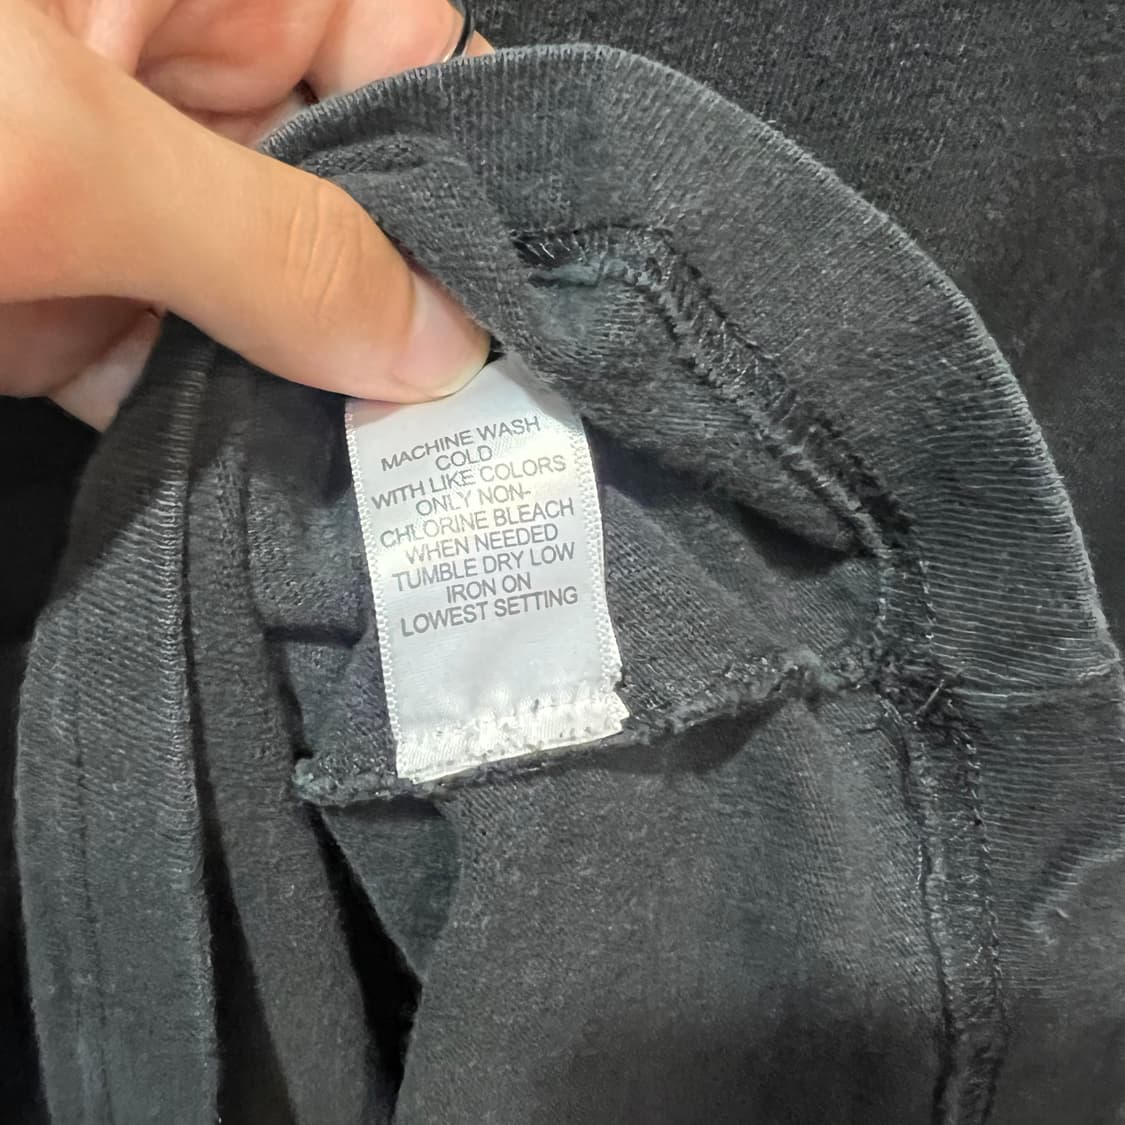 MACHINE WASH
COLD
WITH LIKE COLORS
ONLY NON-
CHLORINE BLEACH
WHEN NEEDED
TUMBLE DRY LOW
IRON ON
LOWEST SETTING